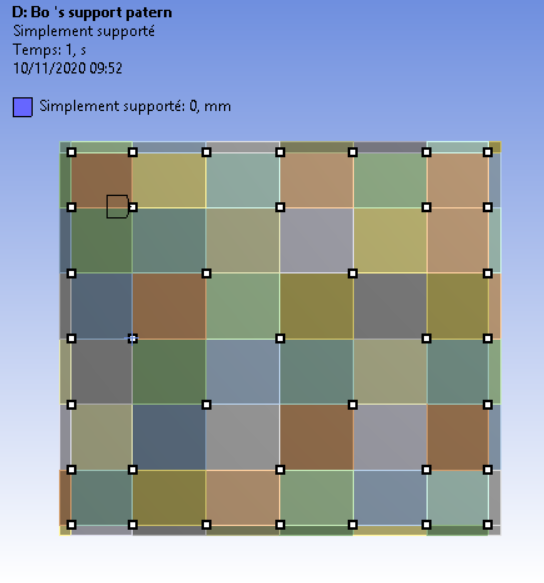 D: Bo 's support patern
Simplement supporté
Temps: 1, s
10/11/2020 09:52
Simplement supporté: 0, mm